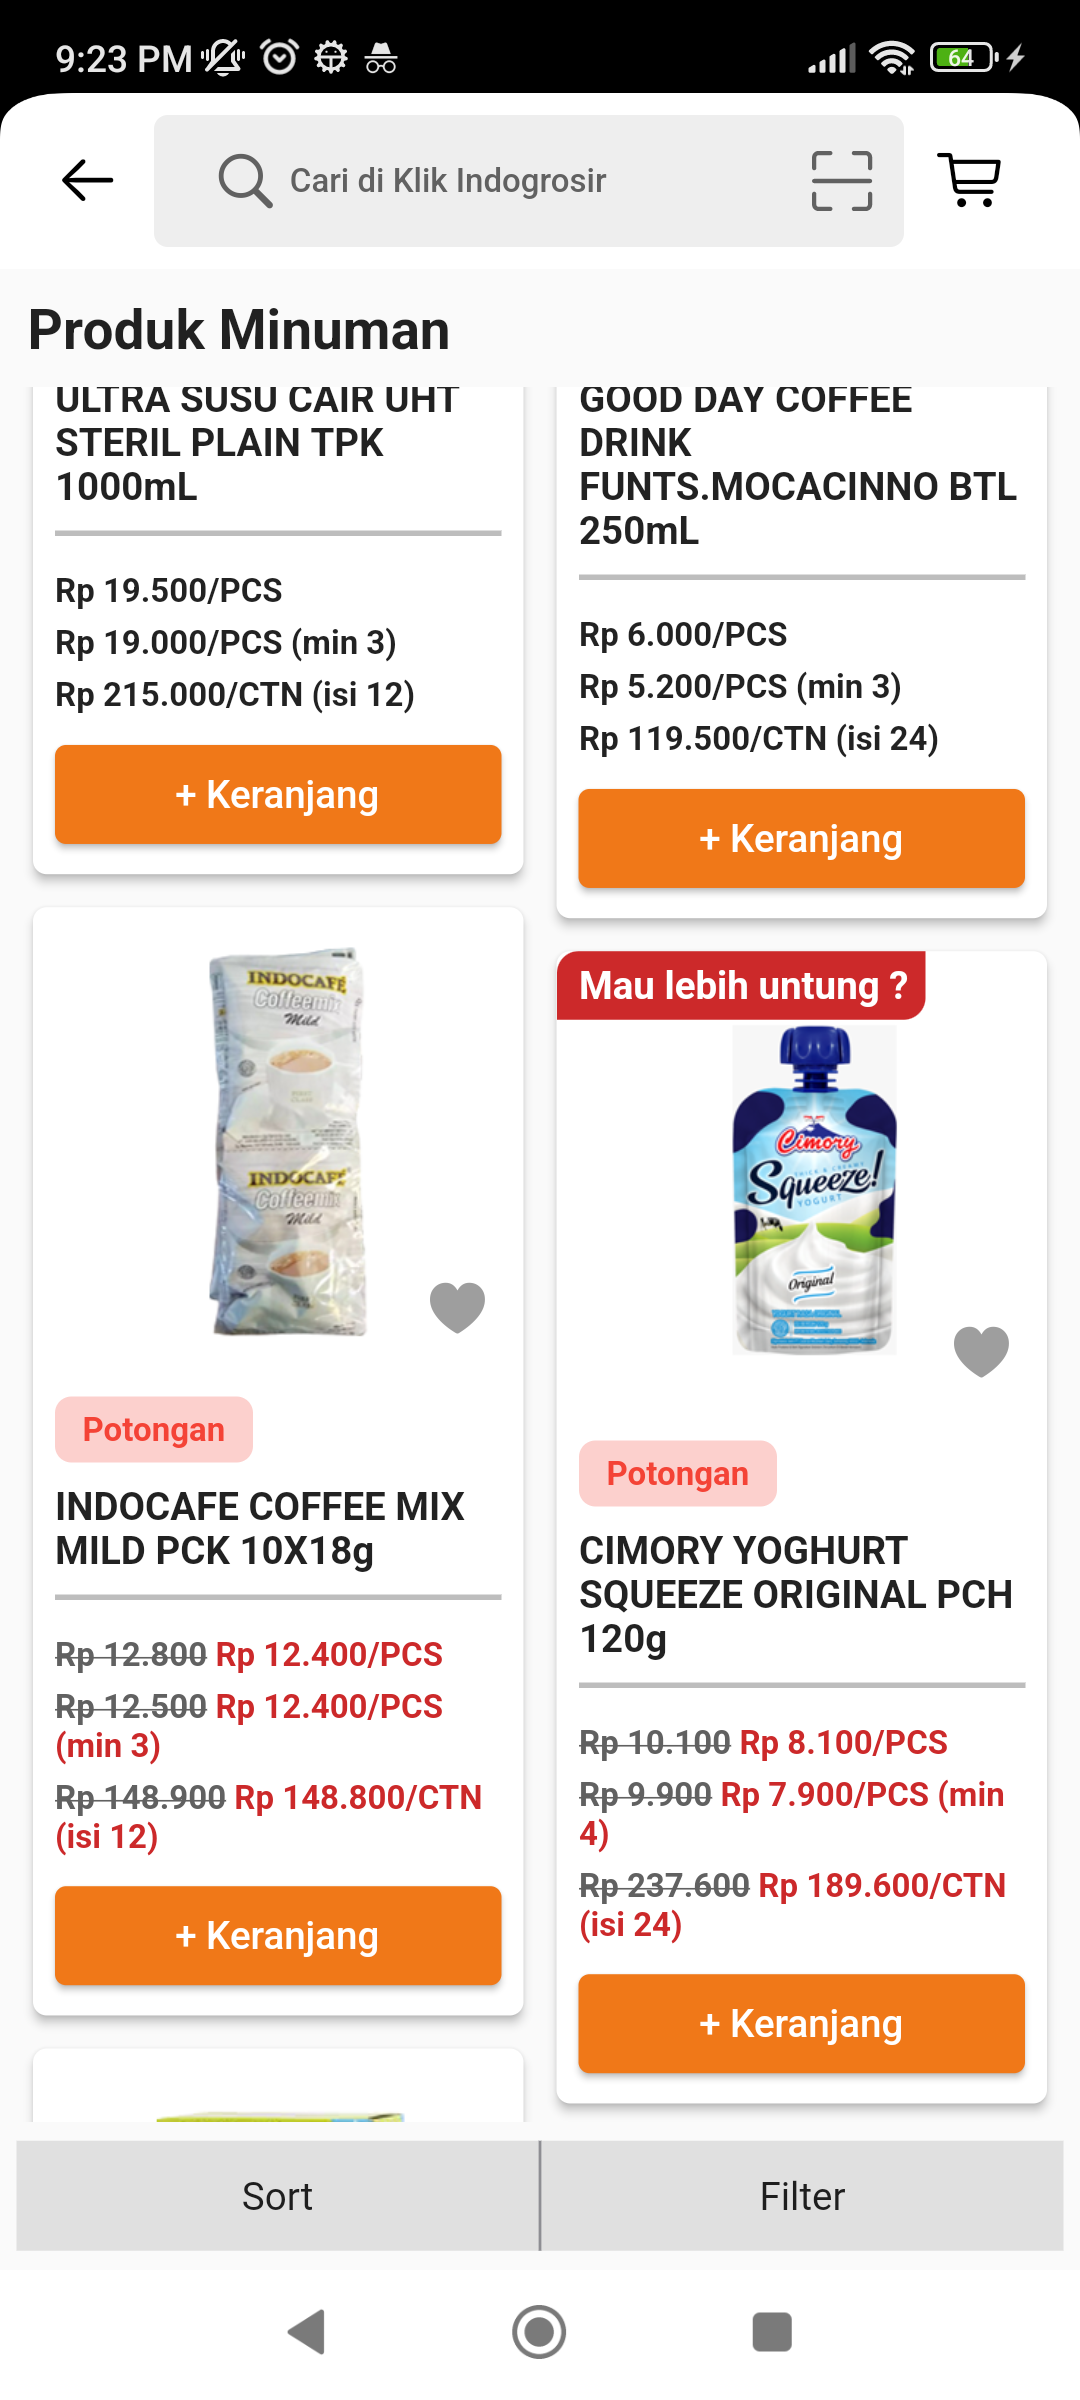 9:23 PM
64
Cari di Klik Indogrosir
Produk Minuman
ULTRA SUSU CAIR UHT
STERIL PLAIN TPK
1000mL
Rp 19.500/PCS
Rp 19.000/PCS (min 3)
Rp 215.000/CTN (isi 12)
+ Keranjang
GOOD DAY COFFEE
DRINK
FUNTS.MOCACINNO BTL
250mL
Rp 6.000/PCS
Rp 5.200/PCS (min 3)
Rp 119.500/CTN (isi 24)
+ Keranjang
INDOCAFÉ
Coffeemix
Mild
INDOCAFÉ
Coffeemix
Mild
Potongan
INDOCAFE COFFEE MIX
MILD PCK 10X18g
Rp 12.800 Rp 12.400/PCS
Rp 12.500 Rp 12.400/PCS
(min 3)
Rp 148.900 Rp 148.800/CTN
(isi 12)
+ Keranjang
Mau lebih untung ?
Cimory
Squeeze!
YOGURT
Original
Potongan
CIMORY YOGHURT
SQUEEZE ORIGINAL PCH
120g
Rp 10.100 Rp 8.100/PCS
Rp 9.900 Rp 7.900/PCS (min
4)
Rp 237.600 Rp 189.600/CTN
(isi 24)
+ Keranjang
Sort
Filter